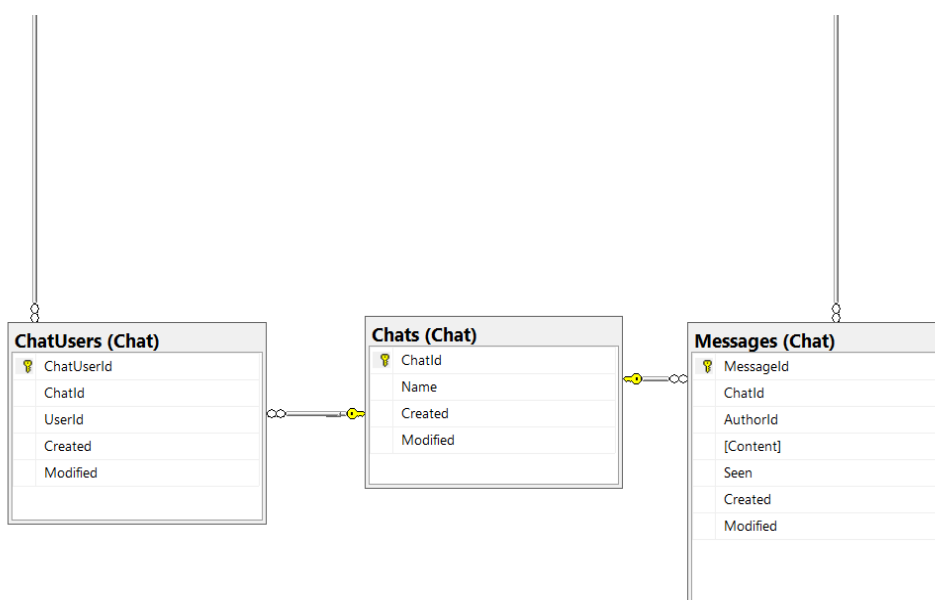 ChatUsers (Chat)
ChatUserId
ChatId
UserId
Created
Modified
Chats (Chat)
ChatId
Name
Created
Modified
Messages (Chat)
MessageId
ChatId
AuthorId
[Content]
Seen
Created
Modified